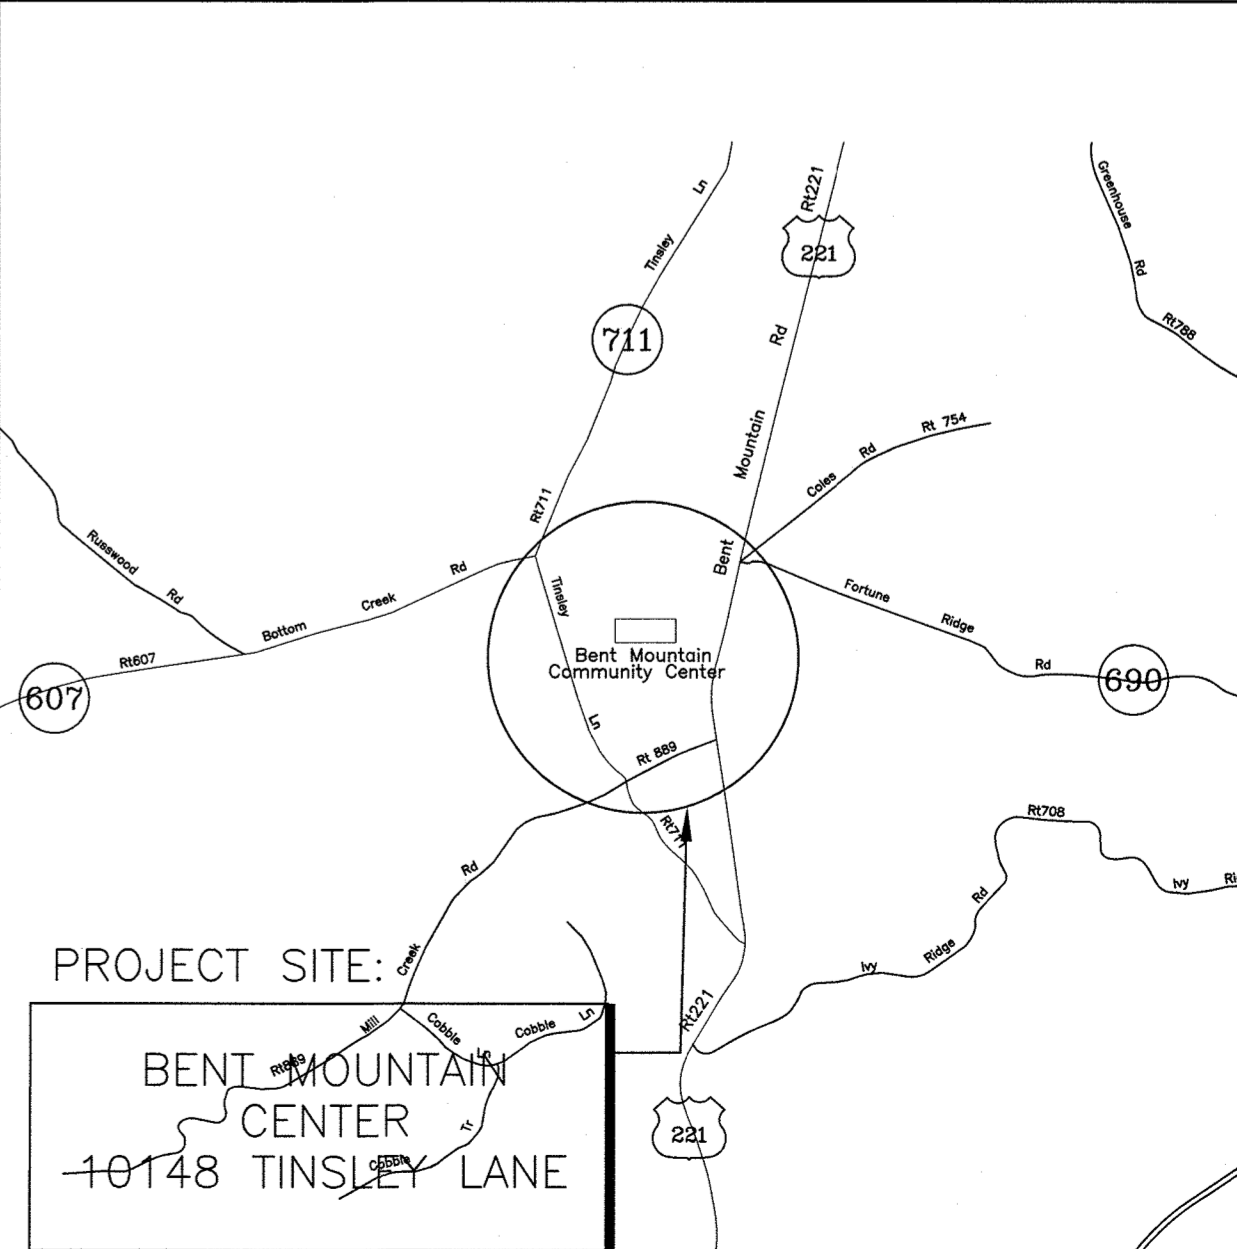 Rt221
221
Rd
Mountain
Bent
Tinsley Ln
711
Rt711
Greenhouse Rd
Rt788
Coles Rd Rt 754
Russwood Rd
Rt607 Bottom Creek Rd
607
Tinsley Ln
Bent Mountain
Community Center
Fortune Ridge Rd
690
Rt 889
Rt711
Rt708
Ivy Ridge Rd
Ivy Ri
Rd
Creek
Mill
PROJECT SITE:
Cobble Ln
Cobble Ln
Cobble Tr
BENT MOUNTAIN
CENTER
10148 TINSLEY LANE
Rt221
221